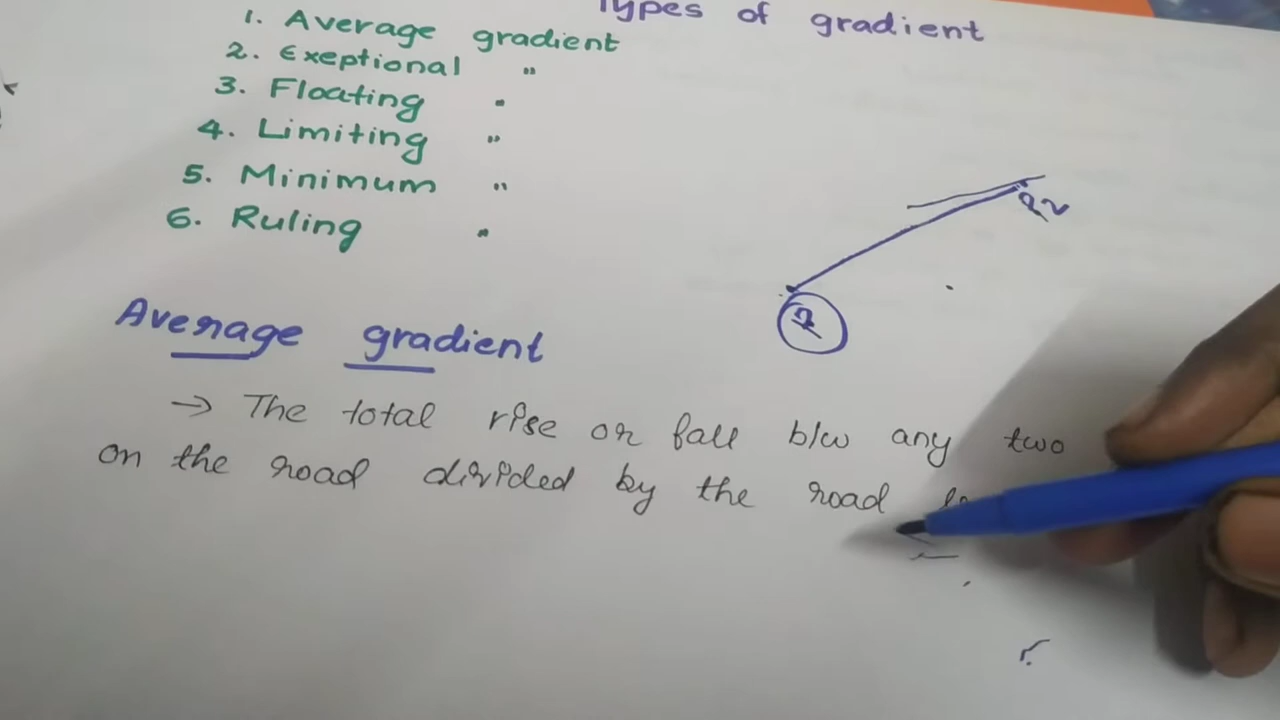 Types of gradient
1. Average gradient
2. Exeptional "
3. Floating "
4. Limiting "
5. Minimum "
6. Ruling "
Average gradient
→ The total rise or fall b/w any two
on the road divided by the road